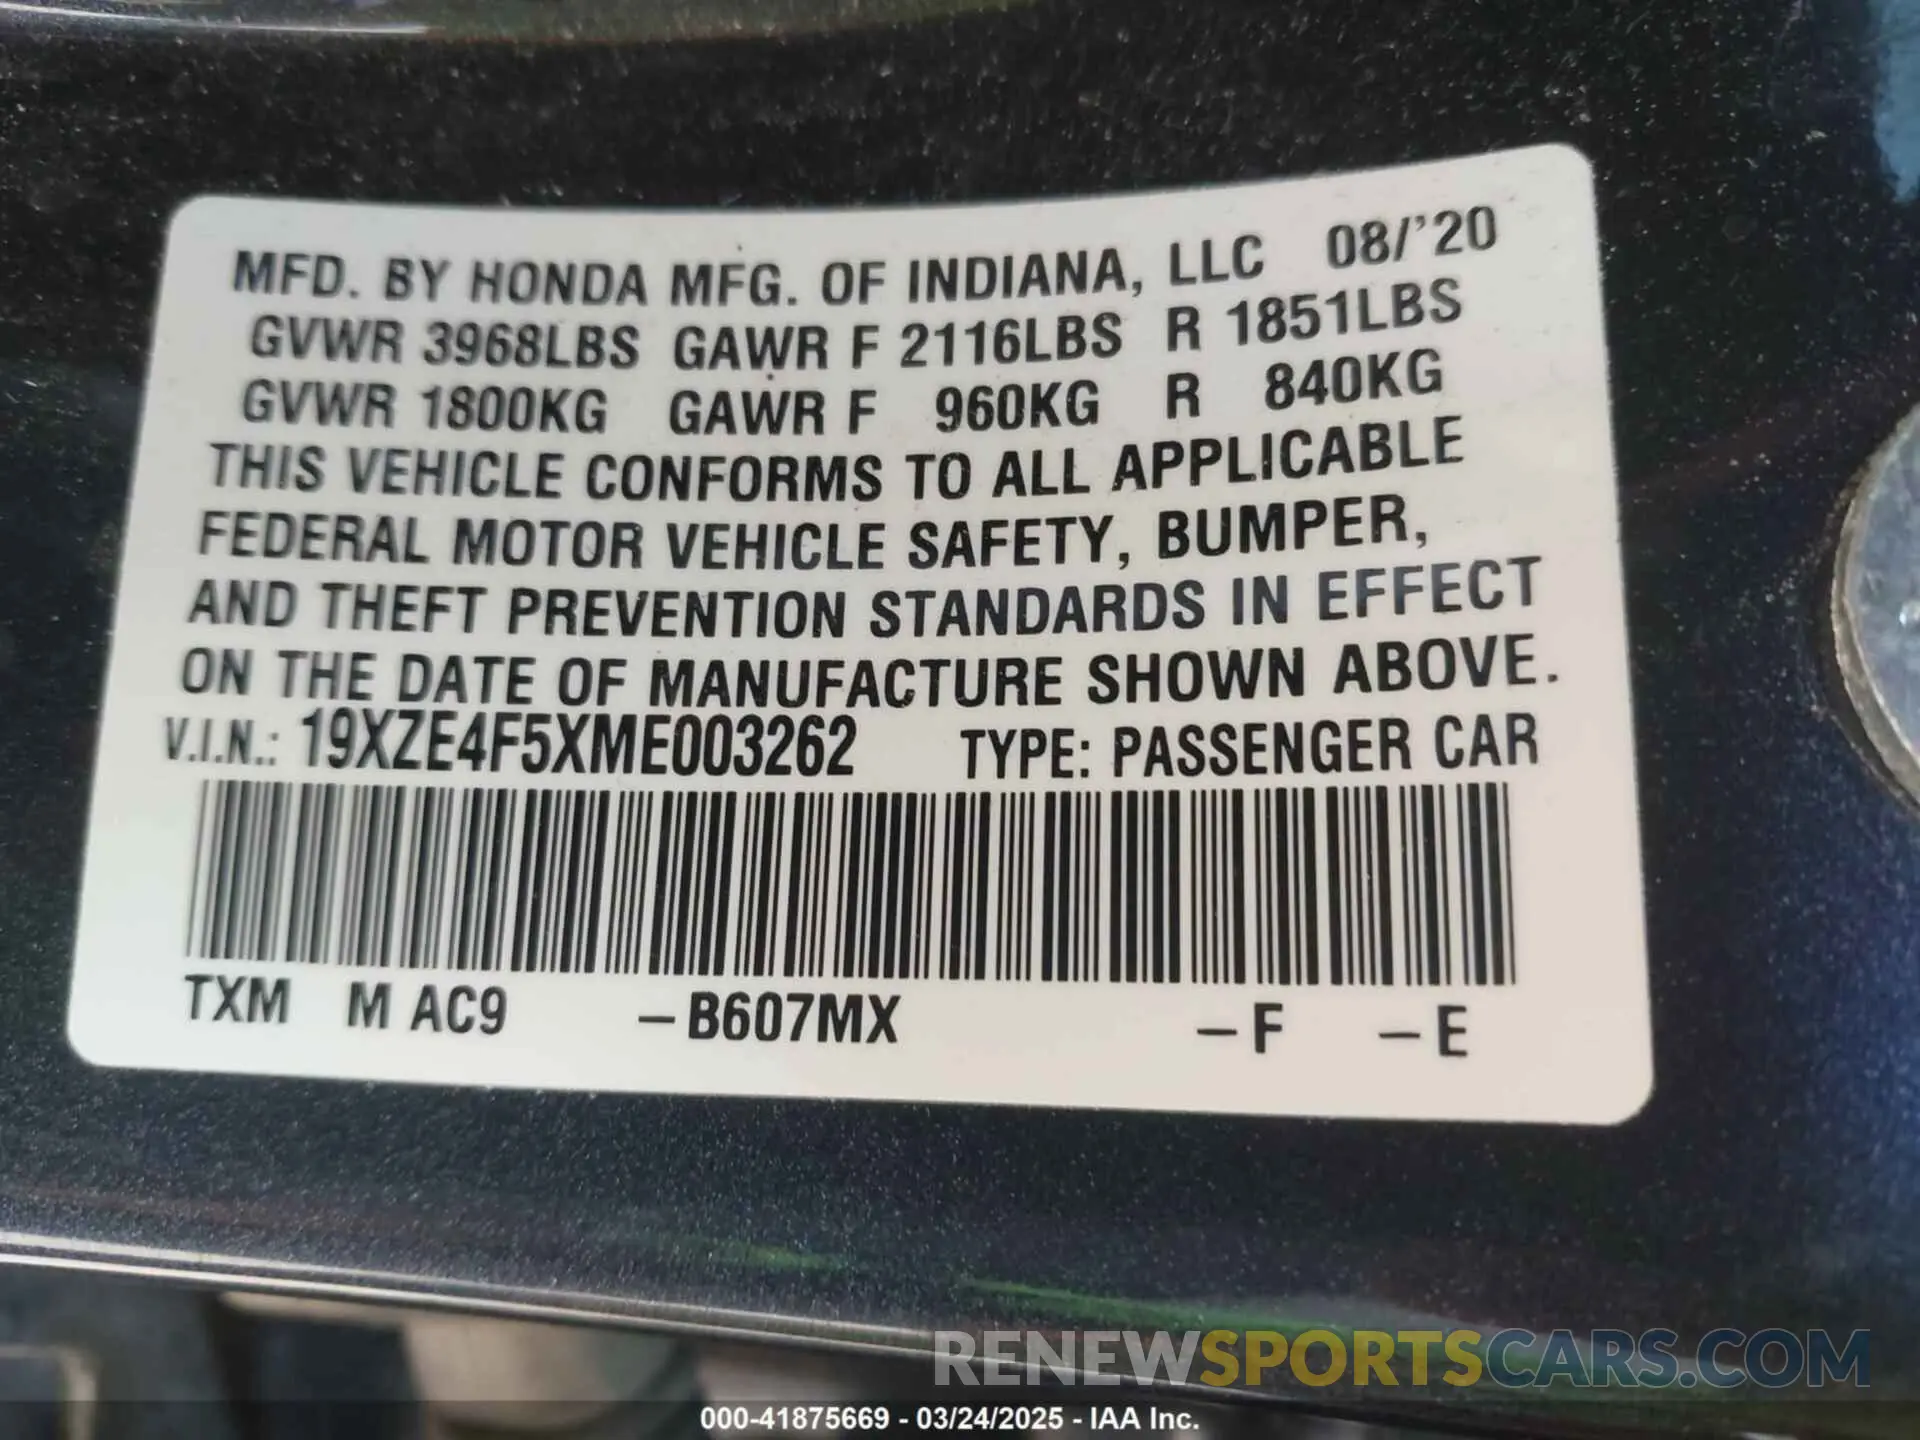 MFD. BY HONDA MFG. OF INDIANA, LLC 08/'20
GVWR 3968LBS GAWR F 2116LBS R 1851LBS
GVWR 1800KG GAWR F 960KG R 840KG
THIS VEHICLE CONFORMS TO ALL APPLICABLE
FEDERAL MOTOR VEHICLE SAFETY, BUMPER,
AND THEFT PREVENTION STANDARDS IN EFFECT
ON THE DATE OF MANUFACTURE SHOWN ABOVE.
V.I.N.: 19XZE4F5XME003262 TYPE: PASSENGER CAR
TXM M AC9 –B607MX –F –E
RENEWSPORTSCARS.COM
000-41875669 - 03/24/2025 - IAA Inc.